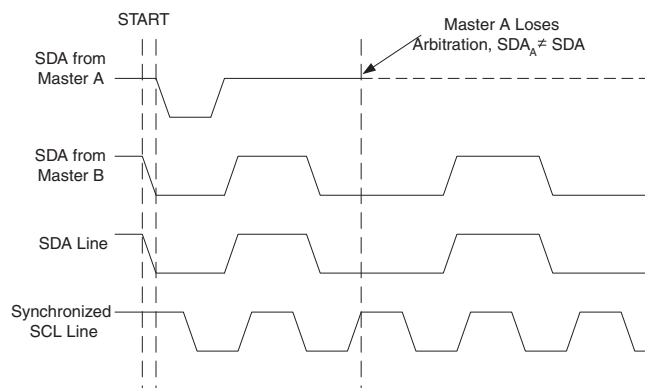 START
Master A Loses
Arbitration, SDA_A ≠ SDA
SDA from
Master A
SDA from
Master B
SDA Line
Synchronized
SCL Line